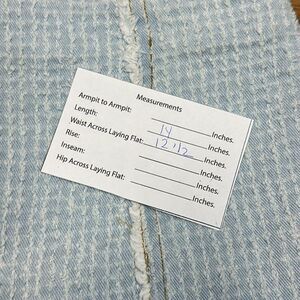 Measurements
Armpit to Armpit: Inches.
Length: 14 Inches.
Waist Across Laying Flat: 12 1/2 Inches.
Rise: Inches.
Inseam: Inches.
Hip Across Laying Flat: Inches.